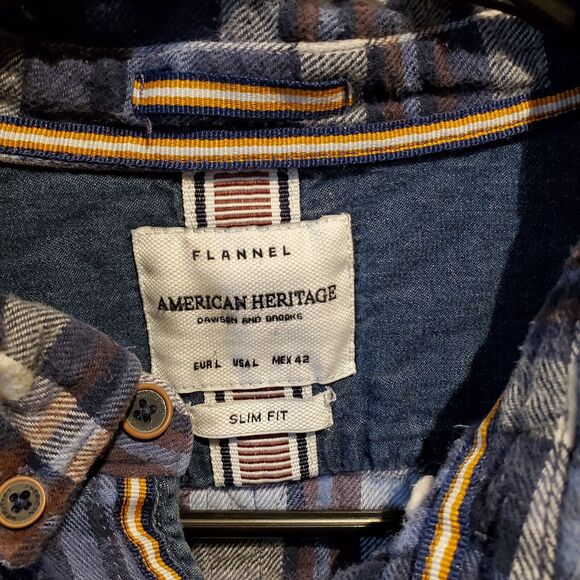 FLANNEL
AMERICAN HERITAGE
DAWSON AND BROOKS
EUR L USA L MEX 42
SLIM FIT